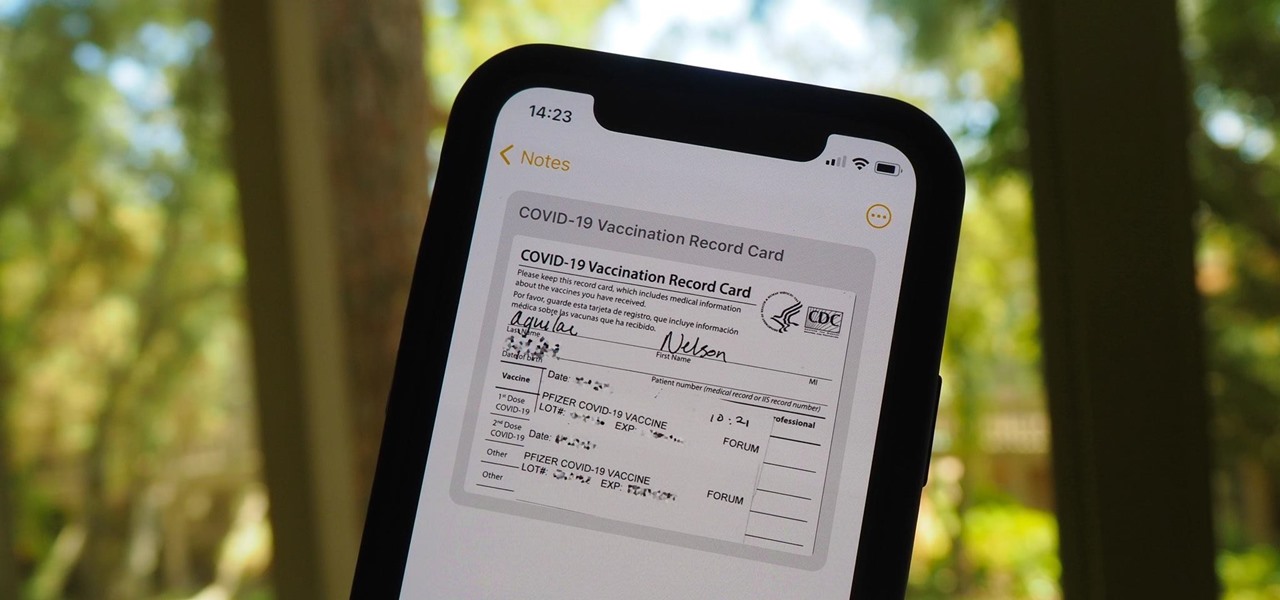 14:23
Notes
COVID-19 Vaccination Record Card
COVID-19 Vaccination Record Card
Please keep this record card, which includes medical information
about the vaccines you have received.
Por favor, guarde esta tarjeta de registro, que incluye información
médica sobre las vacunas que ha recibido.
CDC
Aguilar Nelson
Last Name First Name MI
Date of birth Patient number (medical record or IIS record number)
Vaccine Date: ofessional
1st Dose PFIZER COVID-19 VACCINE 10:21
COVID-19 LOT#: EXP: FORUM
2nd Dose Date:
COVID-19
Other PFIZER COVID-19 VACCINE
LOT#: EXP: FORUM
Other